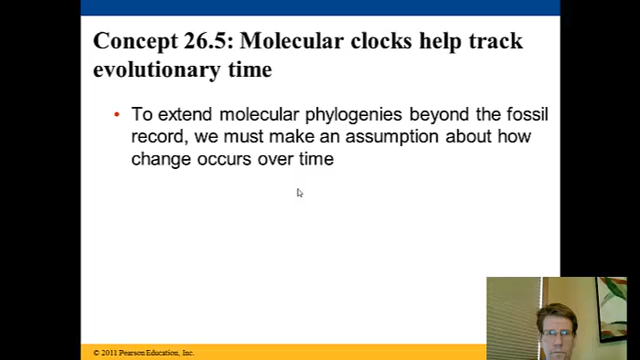 Concept 26.5: Molecular clocks help track
evolutionary time
• To extend molecular phylogenies beyond the fossil
record, we must make an assumption about how
change occurs over time
© 2011 Pearson Education, Inc.